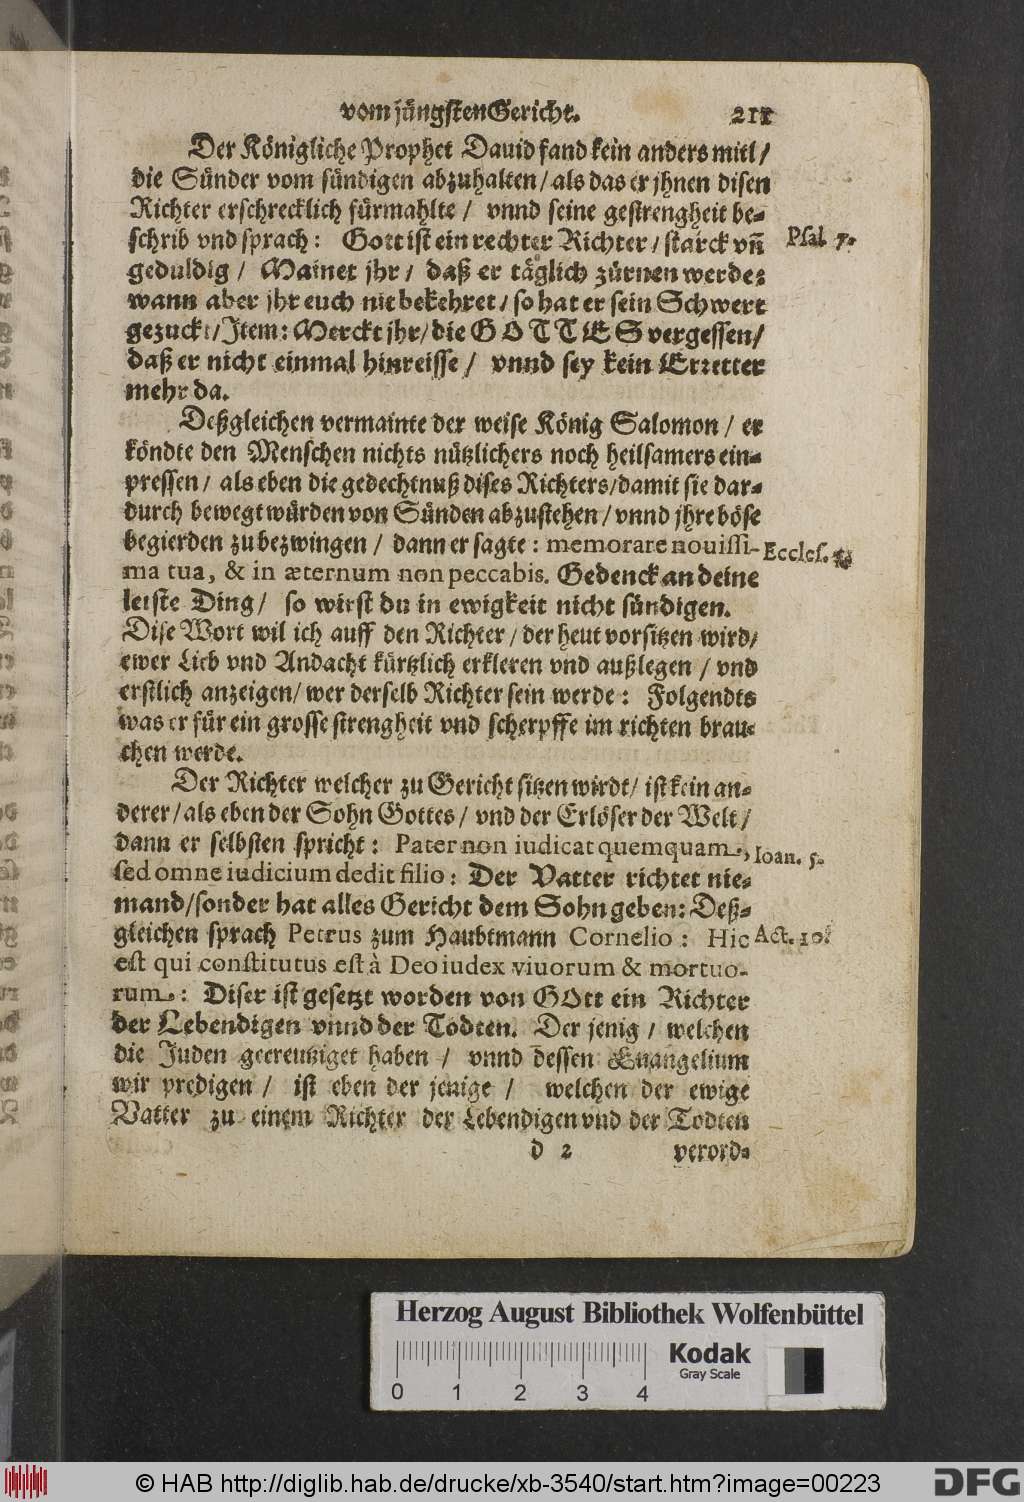 vom jüngsten Gericht. 211
Der Königliche Prophet Dauid fand kein anders mitl/
die Sünder vom sündigen abzuhalten/ als das er jhnen disen
Richter erschrecklich fürmahlte/ vnnd seine gestrengheit be-
schrib vnd sprach: Gott ist ein rechter Richter/ starck vñ Psal. 7.
geduldig/ Mainet jhr/ daß er täglich zürnen werde:
wann aber jhr euch nit bekehret/ so hat er sein Schwert
gezuckt/ Item: Merckt jhr/ die GOTTES vergessen/
daß er nicht einmal hinreisse/ vnnd sey kein Erretter
mehr da.
Deßgleichen vermainte der weise König Salomon/ er
köndte den Menschen nichts nützlichers noch heilsamers ein-
pressen/ als eben die gedechtnuß dises Richters/ damit sie dar-
durch bewegt würden von Sünden abzustehen/ vnnd jhre böse
begierden zubezwingen/ dann er sagte: memorare nouissi- Eccles.
ma tua, & in æternum non peccabis. Gedenck an deine
letste Ding/ so wirst du in ewigkeit nicht sündigen.
Dise Wort wil ich auff den Richter/ der heut vorsitzen wird/
ewer Lieb vnd Andacht kürtzlich erkleren vnd außlegen/ vnd
erstlich anzeigen/ wer derselb Richter sein werde: Folgendts
was er für ein grosse strengheit vnd scherpffe im richten brau-
chen werde.
Der Richter welcher zu Gericht sitzen wirdt/ ist kein an-
derer/ als eben der Sohn Gottes/ vnd der Erlöser der Welt/
dann er selbsten spricht: Pater non iudicat quemquam, Ioan. 5.
sed omne iudicium dedit filio: Der Vatter richtet nie-
mand/ sonder hat alles Gericht dem Sohn geben: Deß-
gleichen sprach Petrus zum Haubtmann Cornelio: Hic Act. 10.
est qui constitutus est à Deo iudex viuorum & mortuo-
rum: Diser ist gesetzt worden von GOtt ein Richter
der Lebendigen vnnd der Todten. Der jenig/ welchen
die Juden gecreutziget haben/ vnnd dessen Euangelium
wir predigen/ ist eben der jenige/ welchen der ewige
Vatter zu einem Richter der Lebendigen vnd der Todten
d 2 verord-
Herzog August Bibliothek Wolfenbüttel
Kodak
Gray Scale
0 1 2 3 4
© HAB http://diglib.hab.de/drucke/xb-3540/start.htm?image=00223
DFG